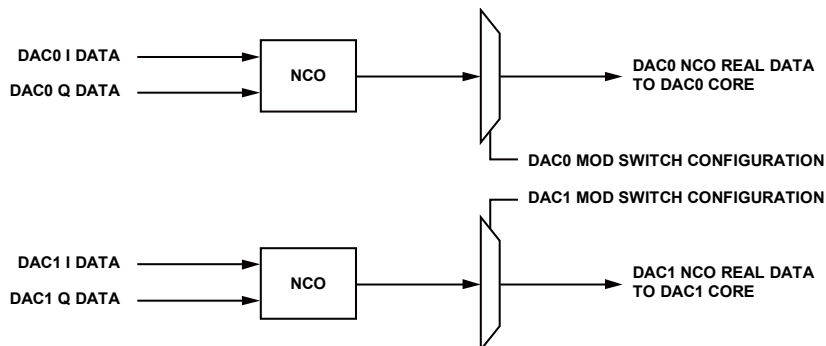 DAC0 I DATA
DAC0 Q DATA
NCO
DAC0 NCO REAL DATA
TO DAC0 CORE
DAC0 MOD SWITCH CONFIGURATION
DAC1 MOD SWITCH CONFIGURATION
DAC1 I DATA
DAC1 Q DATA
NCO
DAC1 NCO REAL DATA
TO DAC1 CORE